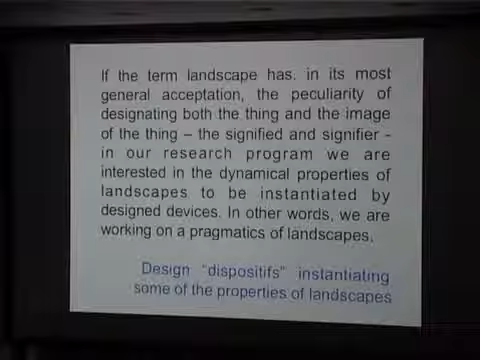 If the term landscape has. in its most
general acceptation, the peculiarity of
designating both the thing and the image
of the thing – the signified and signifier -
in our research program we are
interested in the dynamical properties of
landscapes to be instantiated by
designed devices. In other words, we are
working on a pragmatics of landscapes.
Design "dispositifs" instantiating
some of the properties of landscapes